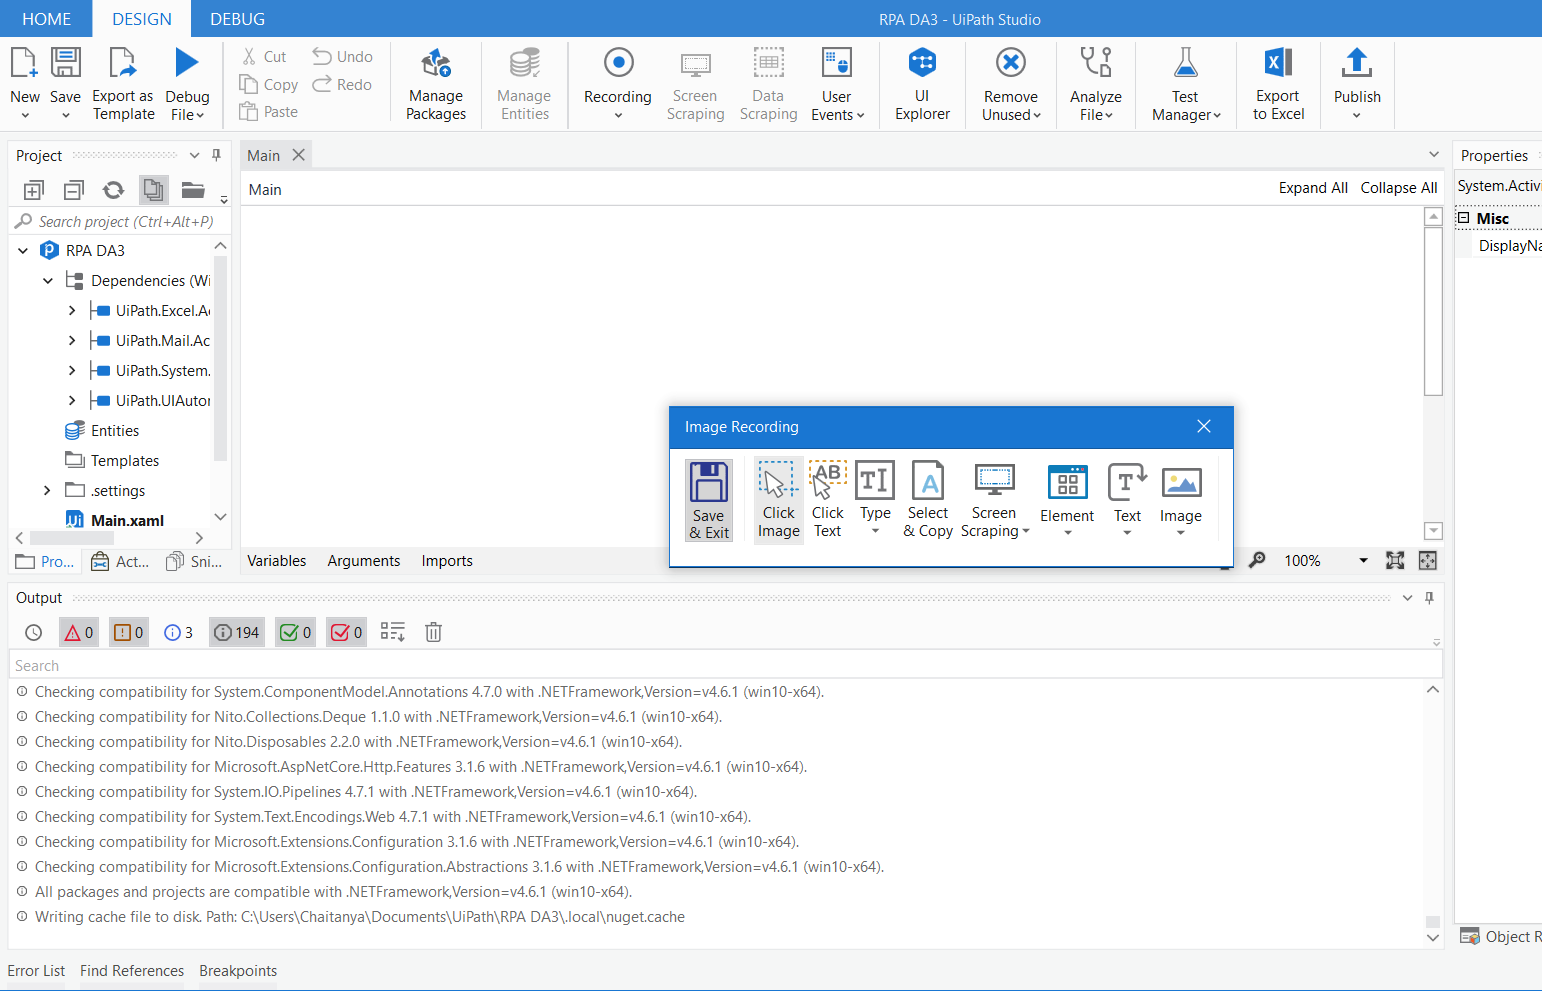 HOME DESIGN DEBUG RPA DA3 - UiPath Studio
New Save Export as Template Debug File Cut Copy Paste Undo Redo Manage Packages Manage Entities Recording Screen Scraping Data Scraping User Events UI Explorer Remove Unused Analyze File Test Manager Export to Excel Publish
Project
Main
Properties
Main
Expand All Collapse All
System.Activi
Search project (Ctrl+Alt+P)
Misc
DisplayNa
RPA DA3
Dependencies (Wi
UiPath.Excel.A
UiPath.Mail.Ac
UiPath.System.
UiPath.UIAutor
Entities
Templates
.settings
Main.xaml
Image Recording
Save & Exit Click Image Click Text Type Select & Copy Screen Scraping Element Text Image
Pro... Act... Sni...
Variables Arguments Imports 100%
Output
0 0 3 194 0 0
Search
Checking compatibility for System.ComponentModel.Annotations 4.7.0 with .NETFramework,Version=v4.6.1 (win10-x64).
Checking compatibility for Nito.Collections.Deque 1.1.0 with .NETFramework,Version=v4.6.1 (win10-x64).
Checking compatibility for Nito.Disposables 2.2.0 with .NETFramework,Version=v4.6.1 (win10-x64).
Checking compatibility for Microsoft.AspNetCore.Http.Features 3.1.6 with .NETFramework,Version=v4.6.1 (win10-x64).
Checking compatibility for System.IO.Pipelines 4.7.1 with .NETFramework,Version=v4.6.1 (win10-x64).
Checking compatibility for System.Text.Encodings.Web 4.7.1 with .NETFramework,Version=v4.6.1 (win10-x64).
Checking compatibility for Microsoft.Extensions.Configuration 3.1.6 with .NETFramework,Version=v4.6.1 (win10-x64).
Checking compatibility for Microsoft.Extensions.Configuration.Abstractions 3.1.6 with .NETFramework,Version=v4.6.1 (win10-x64).
All packages and projects are compatible with .NETFramework,Version=v4.6.1 (win10-x64).
Writing cache file to disk. Path: C:\Users\Chaitanya\Documents\UiPath\RPA DA3\.local\nuget.cache
Object R
Error List Find References Breakpoints